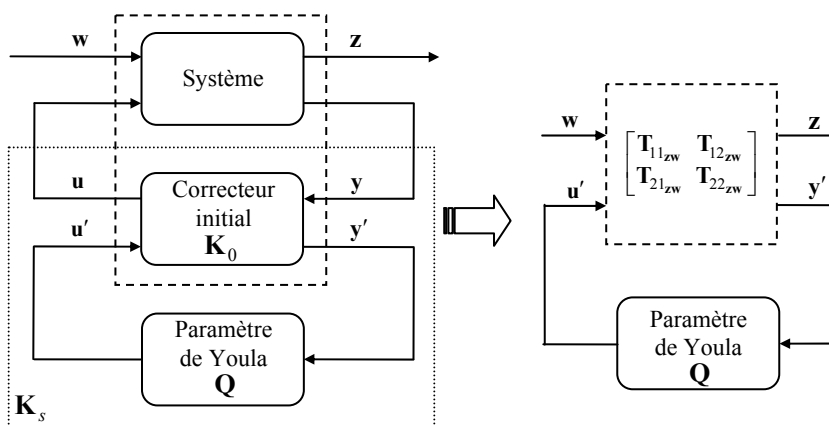 w
z
Système
u
y
Correcteur
initial
K₀
u′
y′
Paramètre
de Youla
Q
Kₛ
w
z
T₁₁zw T₁₂zw
T₂₁zw T₂₂zw
u′
y′
Paramètre
de Youla
Q